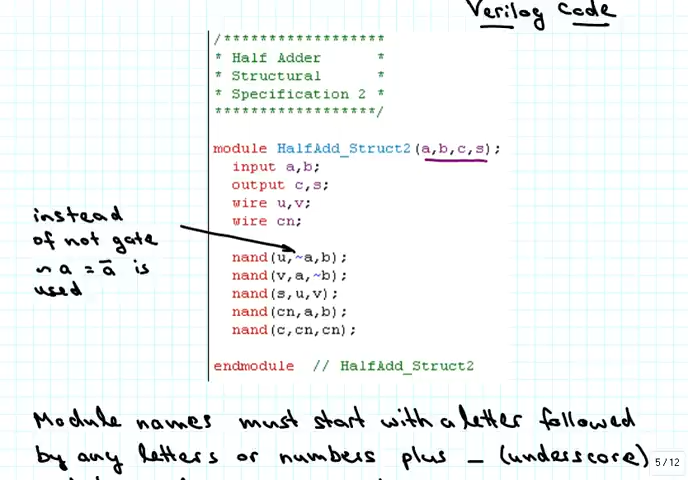 Verilog Code
/******************
* Half Adder *
* Structural *
* Specification 2 *
******************/
module HalfAdd_Struct2(a,b,c,s);
input a,b;
output c,s;
wire u,v;
wire cn;
instead
of not gate
~a = ā is
used
nand(u,~a,b);
nand(v,a,~b);
nand(s,u,v);
nand(cn,a,b);
nand(c,cn,cn);
endmodule // HalfAdd_Struct2
Module names must start with a letter followed
by any letters or numbers plus _ (underscore)
5/12